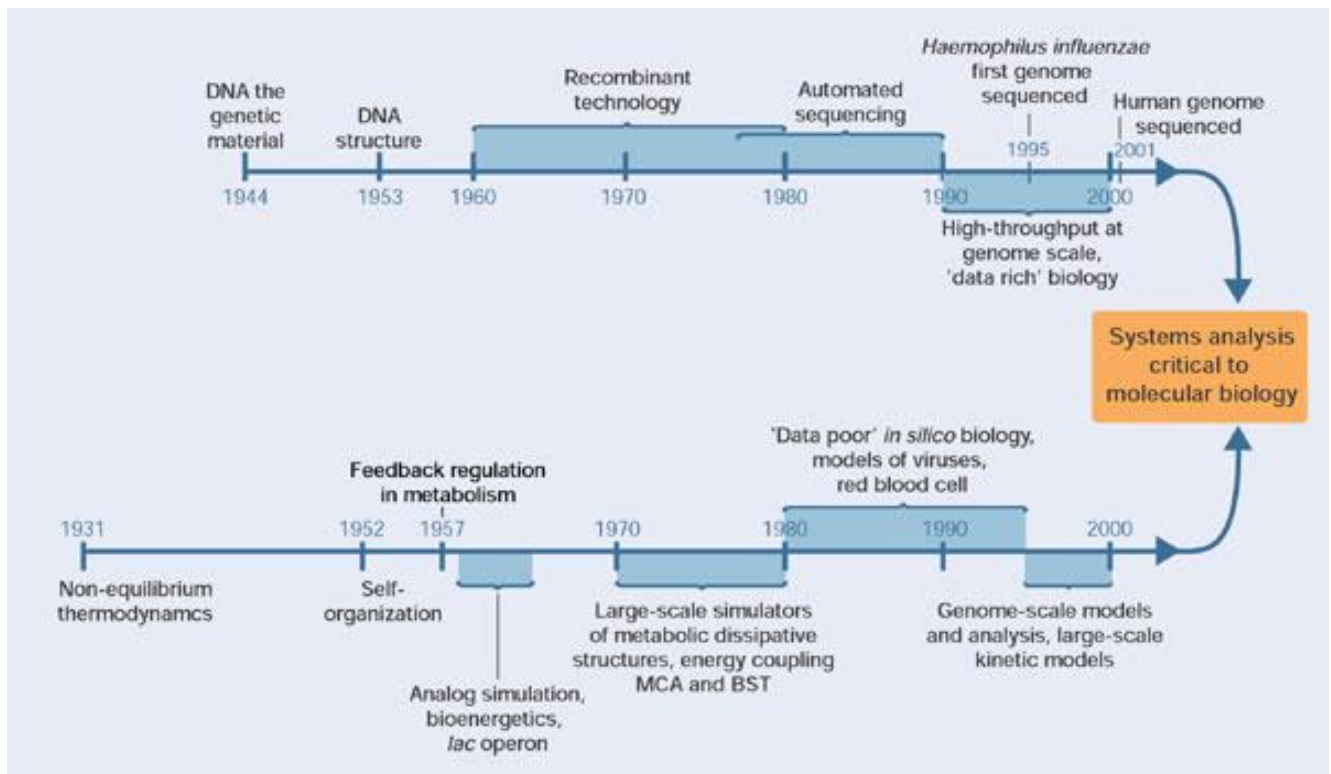 DNA the
genetic
material
DNA
structure
Recombinant
technology
Automated
sequencing
Haemophilus influenzae
first genome
sequenced
Human genome
sequenced
1995
2001
1944
1953
1960
1970
1980
1990
2000
High-throughput at
genome scale,
'data rich' biology
Systems analysis
critical to
molecular biology
'Data poor' in silico biology,
models of viruses,
red blood cell
Feedback regulation
in metabolism
1931
1952
1957
1970
1980
1990
2000
Non-equilibrium
thermodynamcs
Self-
organization
Large-scale simulators
of metabolic dissipative
structures, energy coupling
MCA and BST
Genome-scale models
and analysis, large-scale
kinetic models
Analog simulation,
bioenergetics,
lac operon